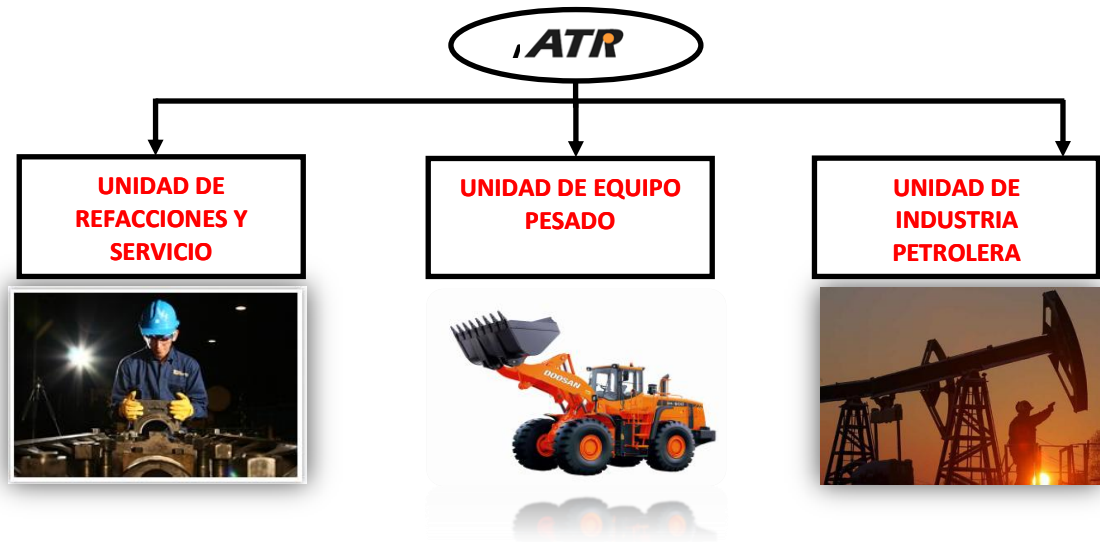 ATR
UNIDAD DE
REFACCIONES Y
SERVICIO
UNIDAD DE EQUIPO
PESADO
UNIDAD DE
INDUSTRIA
PETROLERA
DOOSAN